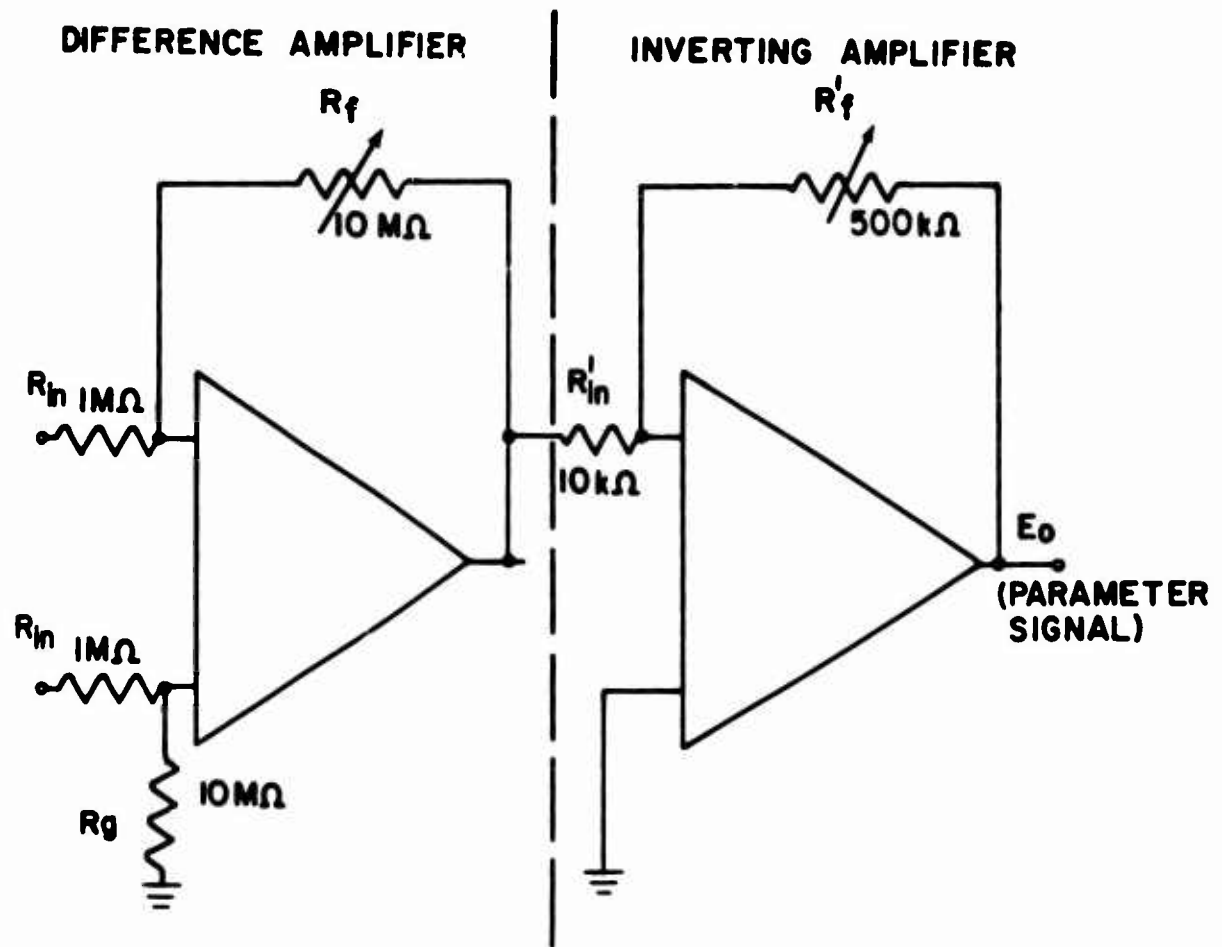 DIFFERENCE AMPLIFIER
INVERTING AMPLIFIER
Rf
R'f
10 MΩ
500kΩ
Rin 1MΩ
R'in
10kΩ
Eo
(PARAMETER
SIGNAL)
Rin 1MΩ
10MΩ
Rg